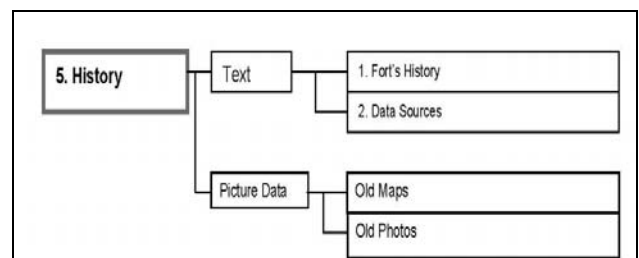 5. History
Text
1. Fort's History
2. Data Sources
Picture Data
Old Maps
Old Photos